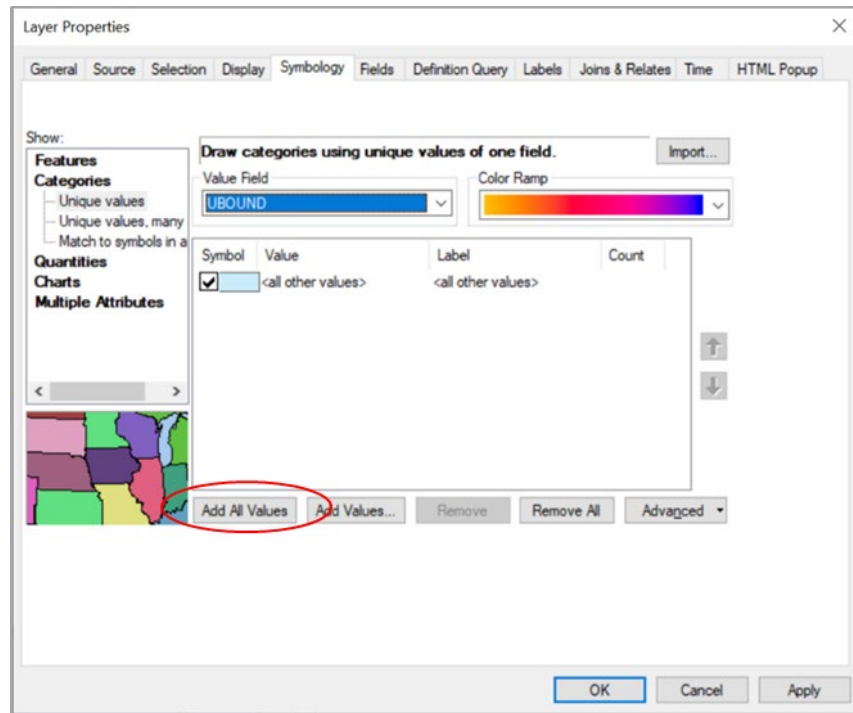 Layer Properties
General Source Selection Display Symbology Fields Definition Query Labels Joins & Relates Time HTML Popup
Show:
Features
Categories
Unique values
Unique values, many
Match to symbols in a
Quantities
Charts
Multiple Attributes
Draw categories using unique values of one field.
Import...
Value Field
UBOUND
Color Ramp
Symbol Value Label Count
<all other values> <all other values>
Add All Values Add Values... Remove Remove All Advanced
OK Cancel Apply